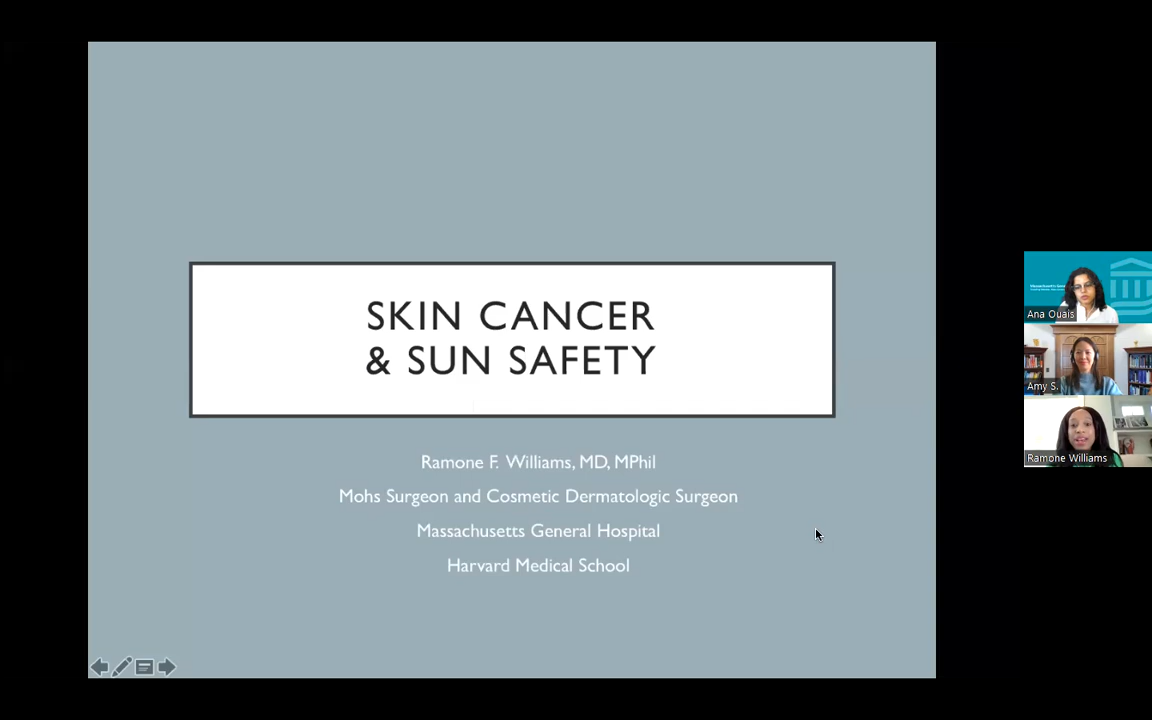 SKIN CANCER
& SUN SAFETY
Ramone F. Williams, MD, MPhil
Mohs Surgeon and Cosmetic Dermatologic Surgeon
Massachusetts General Hospital
Harvard Medical School
Ana Ouais
Amy S.
Ramone Williams